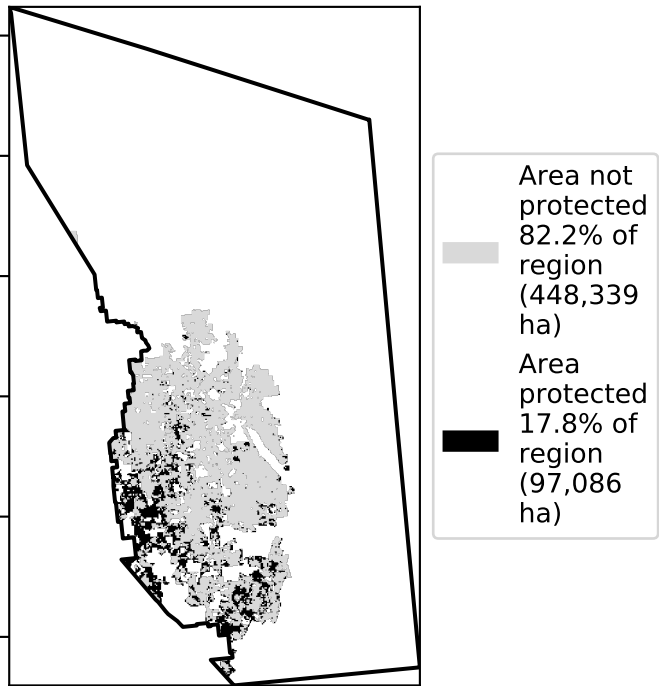 Area not
protected
82.2% of
region
(448,339
ha)
Area
protected
17.8% of
region
(97,086
ha)